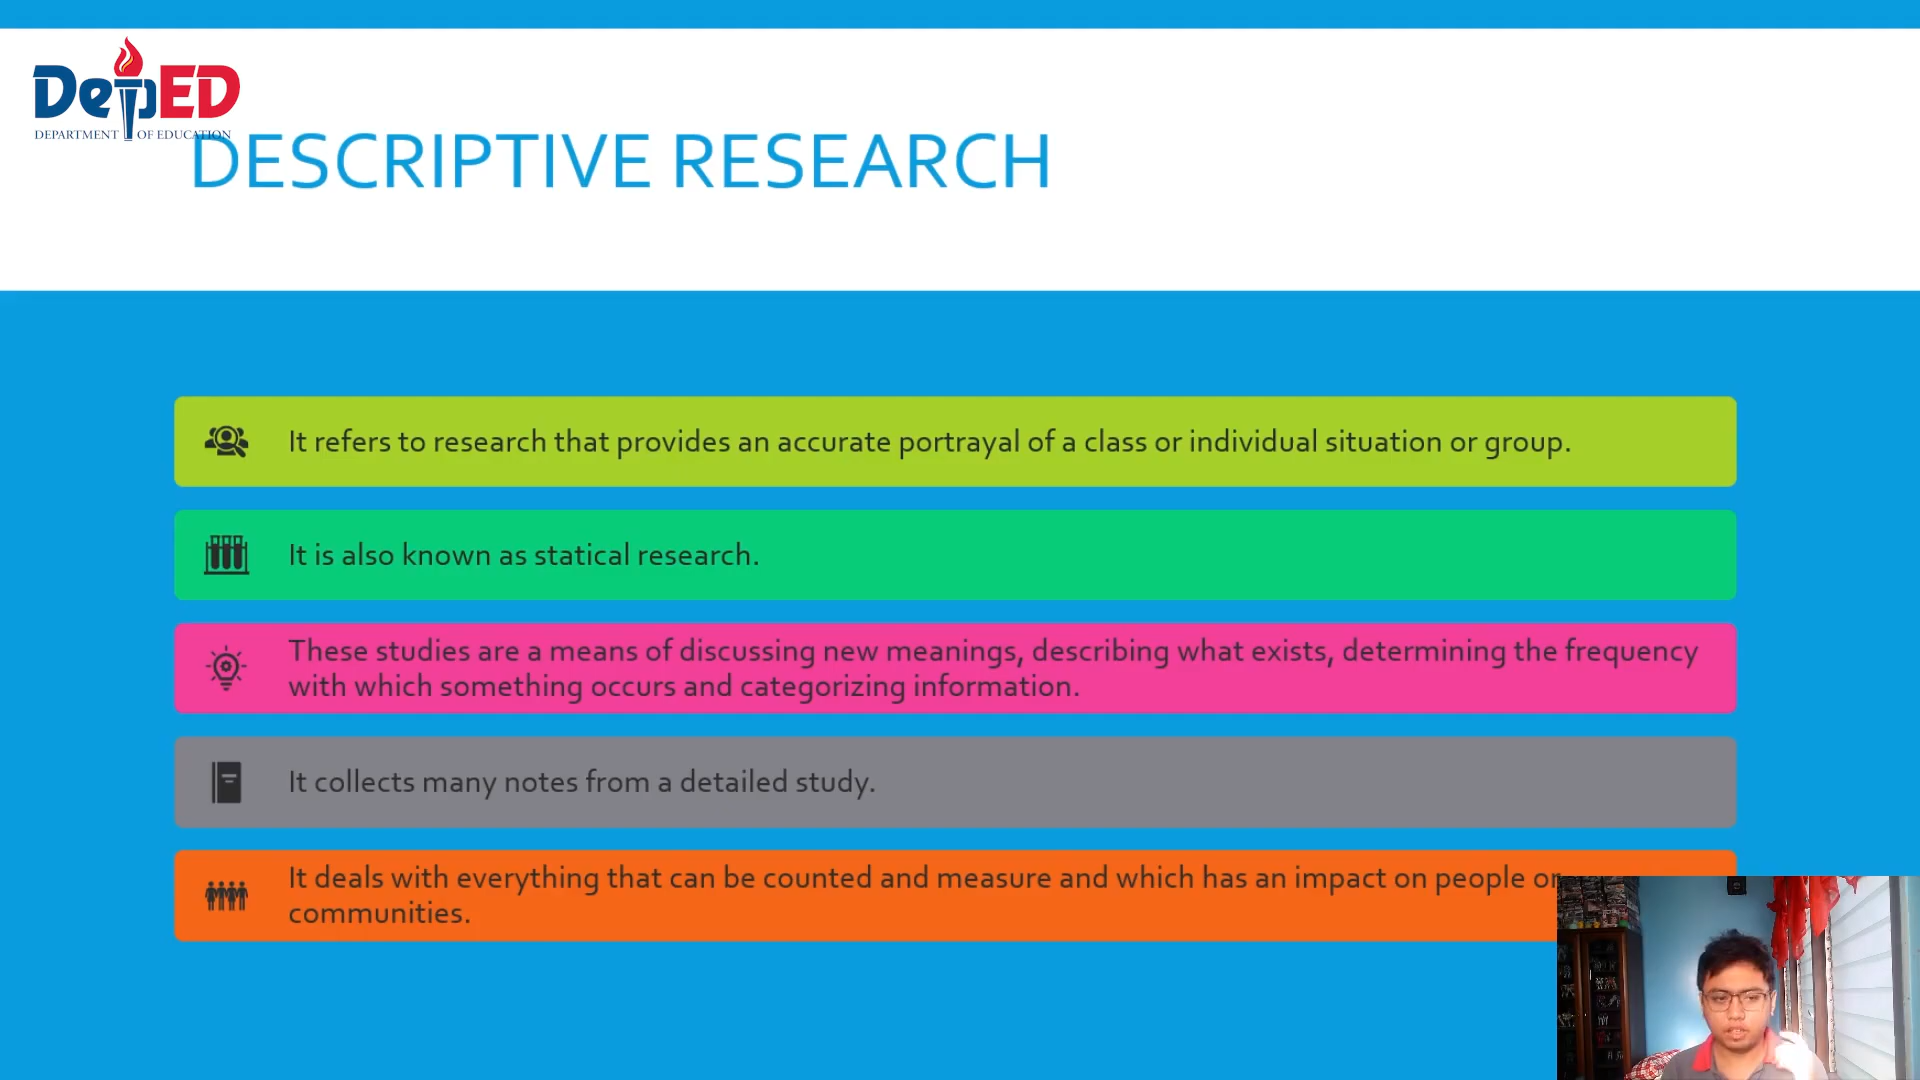 DepED
DEPARTMENT OF EDUCATION
DESCRIPTIVE RESEARCH
It refers to research that provides an accurate portrayal of a class or individual situation or group.
It is also known as statical research.
These studies are a means of discussing new meanings, describing what exists, determining the frequency
with which something occurs and categorizing information.
It collects many notes from a detailed study.
It deals with everything that can be counted and measure and which has an impact on people or
communities.